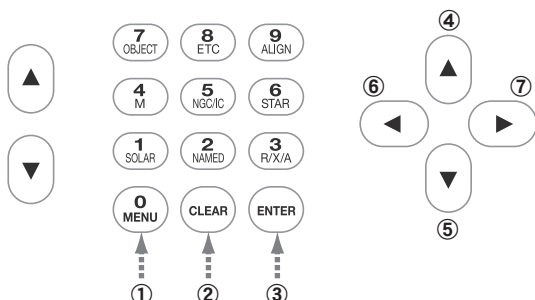 7 8 9
OBJECT ETC ALIGN
4 5 6
M NGC/IC STAR
1 2 3
SOLAR NAMED R/X/A
0
MENU CLEAR ENTER
① ② ③
④
⑥ ⑦
⑤